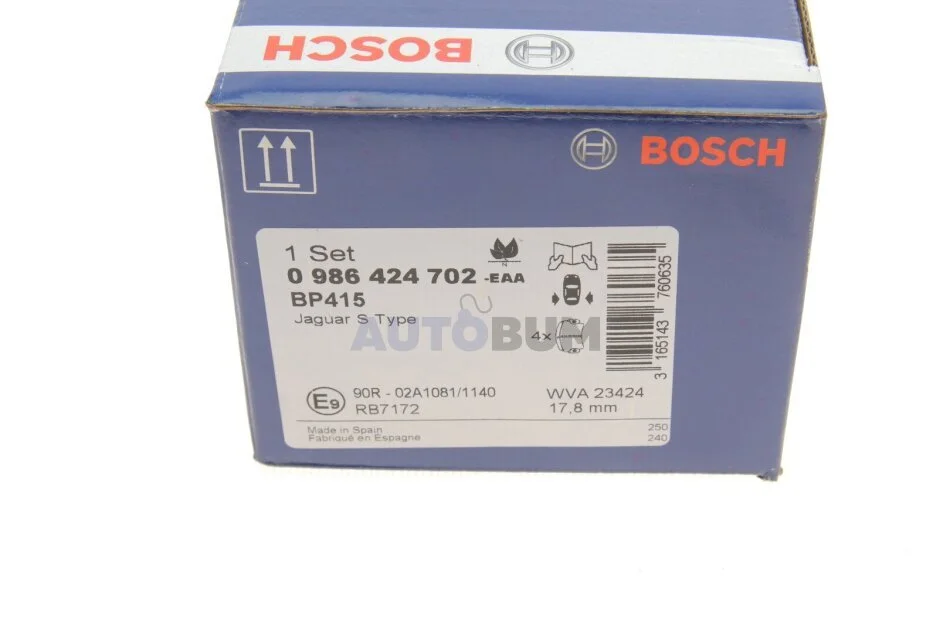 BOSCH
BOSCH
1 Set
0 986 424 702 -EAA
BP415
Jaguar S Type
AUTOBUM
4x
3 165143 760635
N
E9
90R - 02A1081/1140
RB7172
WVA 23424
17,8 mm
Made in Spain
Fabriqué en Espagne
250
240